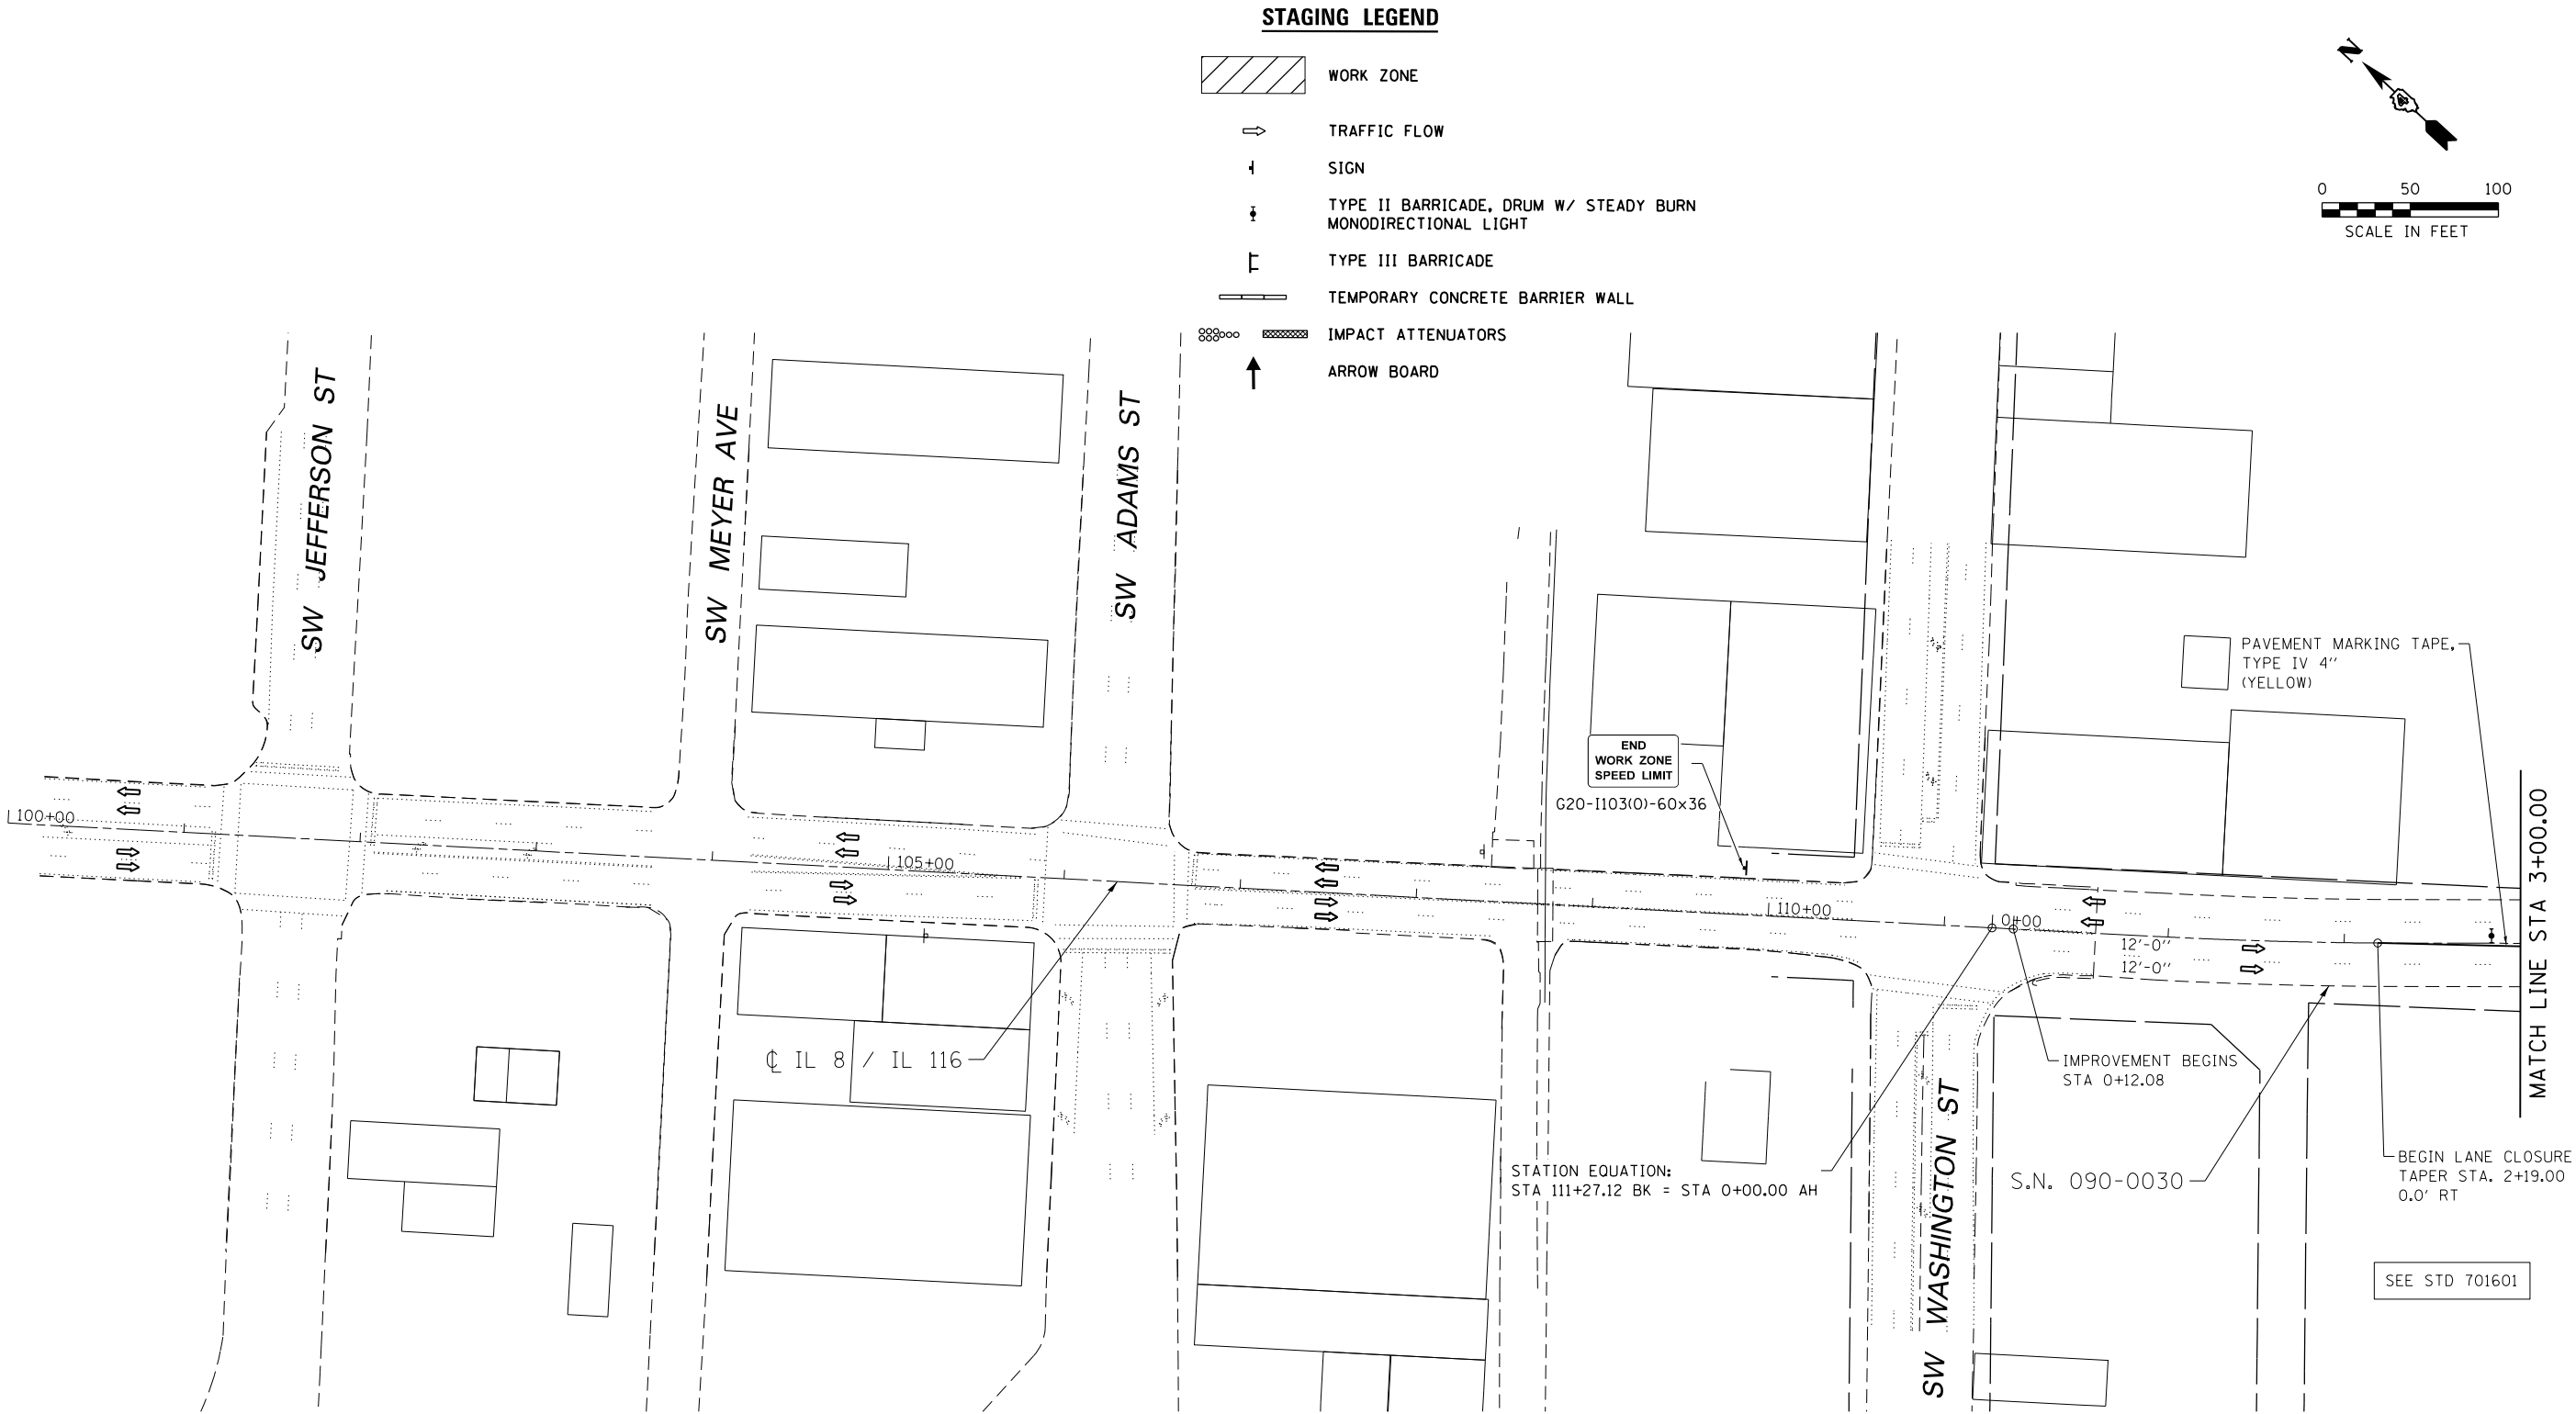 STAGING LEGEND
WORK ZONE
TRAFFIC FLOW
SIGN
TYPE II BARRICADE, DRUM W/ STEADY BURN
MONODIRECTIONAL LIGHT
TYPE III BARRICADE
TEMPORARY CONCRETE BARRIER WALL
IMPACT ATTENUATORS
ARROW BOARD
N
0 50 100
SCALE IN FEET
SW JEFFERSON ST
SW MEYER AVE
SW ADAMS ST
PAVEMENT MARKING TAPE,
TYPE IV 4''
(YELLOW)
END
WORK ZONE
SPEED LIMIT
G20-I103(O)-60x36
100+00
105+00
110+00
0+00
12'-0''
12'-0''
MATCH LINE STA 3+00.00
℄ IL 8 / IL 116
IMPROVEMENT BEGINS
STA 0+12.08
STATION EQUATION:
STA 111+27.12 BK = STA 0+00.00 AH
SW WASHINGTON ST
S.N. 090-0030
BEGIN LANE CLOSURE
TAPER STA. 2+19.00
0.0' RT
SEE STD 701601